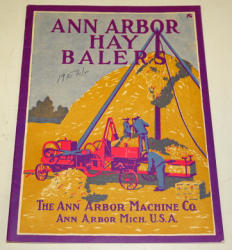 ANN ARBOR
HAY
BALERS
THE ANN ARBOR MACHINE CO.
ANN ARBOR MICH. U.S.A.